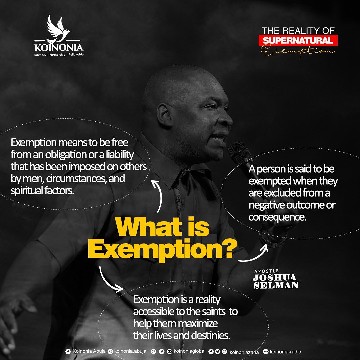 KOINONIA
THE REALITY OF
SUPERNATURAL
Exemption means to be free
from an obligation or a liability
that has been imposed on others
by men, circumstances, and
spiritual factors.
A person is said to be
exempted when they
are excluded from a
negative outcome or
consequence.
What is
Exemption?
APOSTLE
JOSHUA
SELMAN
Exemption is a reality
accessible to the saints to
help them maximize
their lives and destinies.
Koinonia Abuja